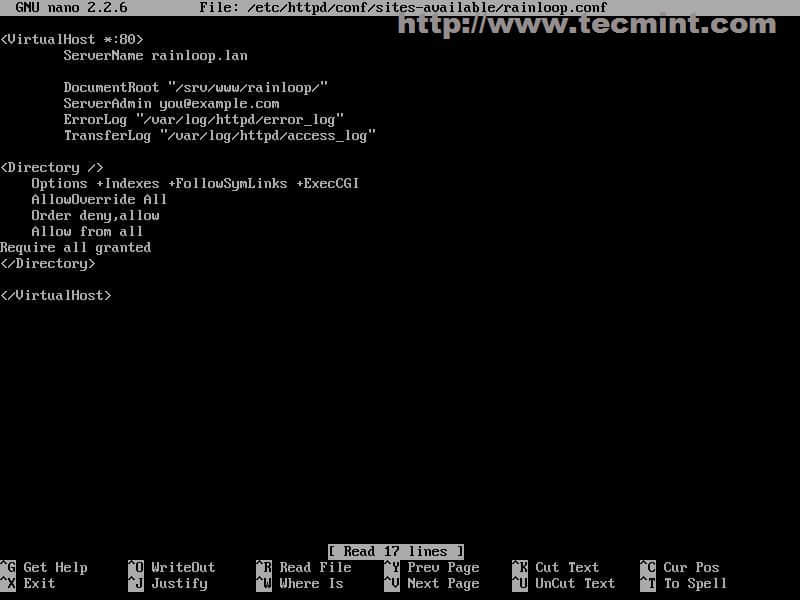 GNU nano 2.2.6 File: /etc/httpd/conf/sites-available/rainloop.conf
http://www.tecmint.com
<VirtualHost *:80>
ServerName rainloop.lan
DocumentRoot "/srv/www/rainloop/"
ServerAdmin you@example.com
ErrorLog "/var/log/httpd/error_log"
TransferLog "/var/log/httpd/access_log"
<Directory />
Options +Indexes +FollowSymLinks +ExecCGI
AllowOverride All
Order deny,allow
Allow from all
Require all granted
</Directory>
</VirtualHost>
[ Read 17 lines ]
^G Get Help ^O WriteOut ^R Read File ^Y Prev Page ^K Cut Text ^C Cur Pos
^X Exit ^J Justify ^W Where Is ^V Next Page ^U UnCut Text ^T To Spell